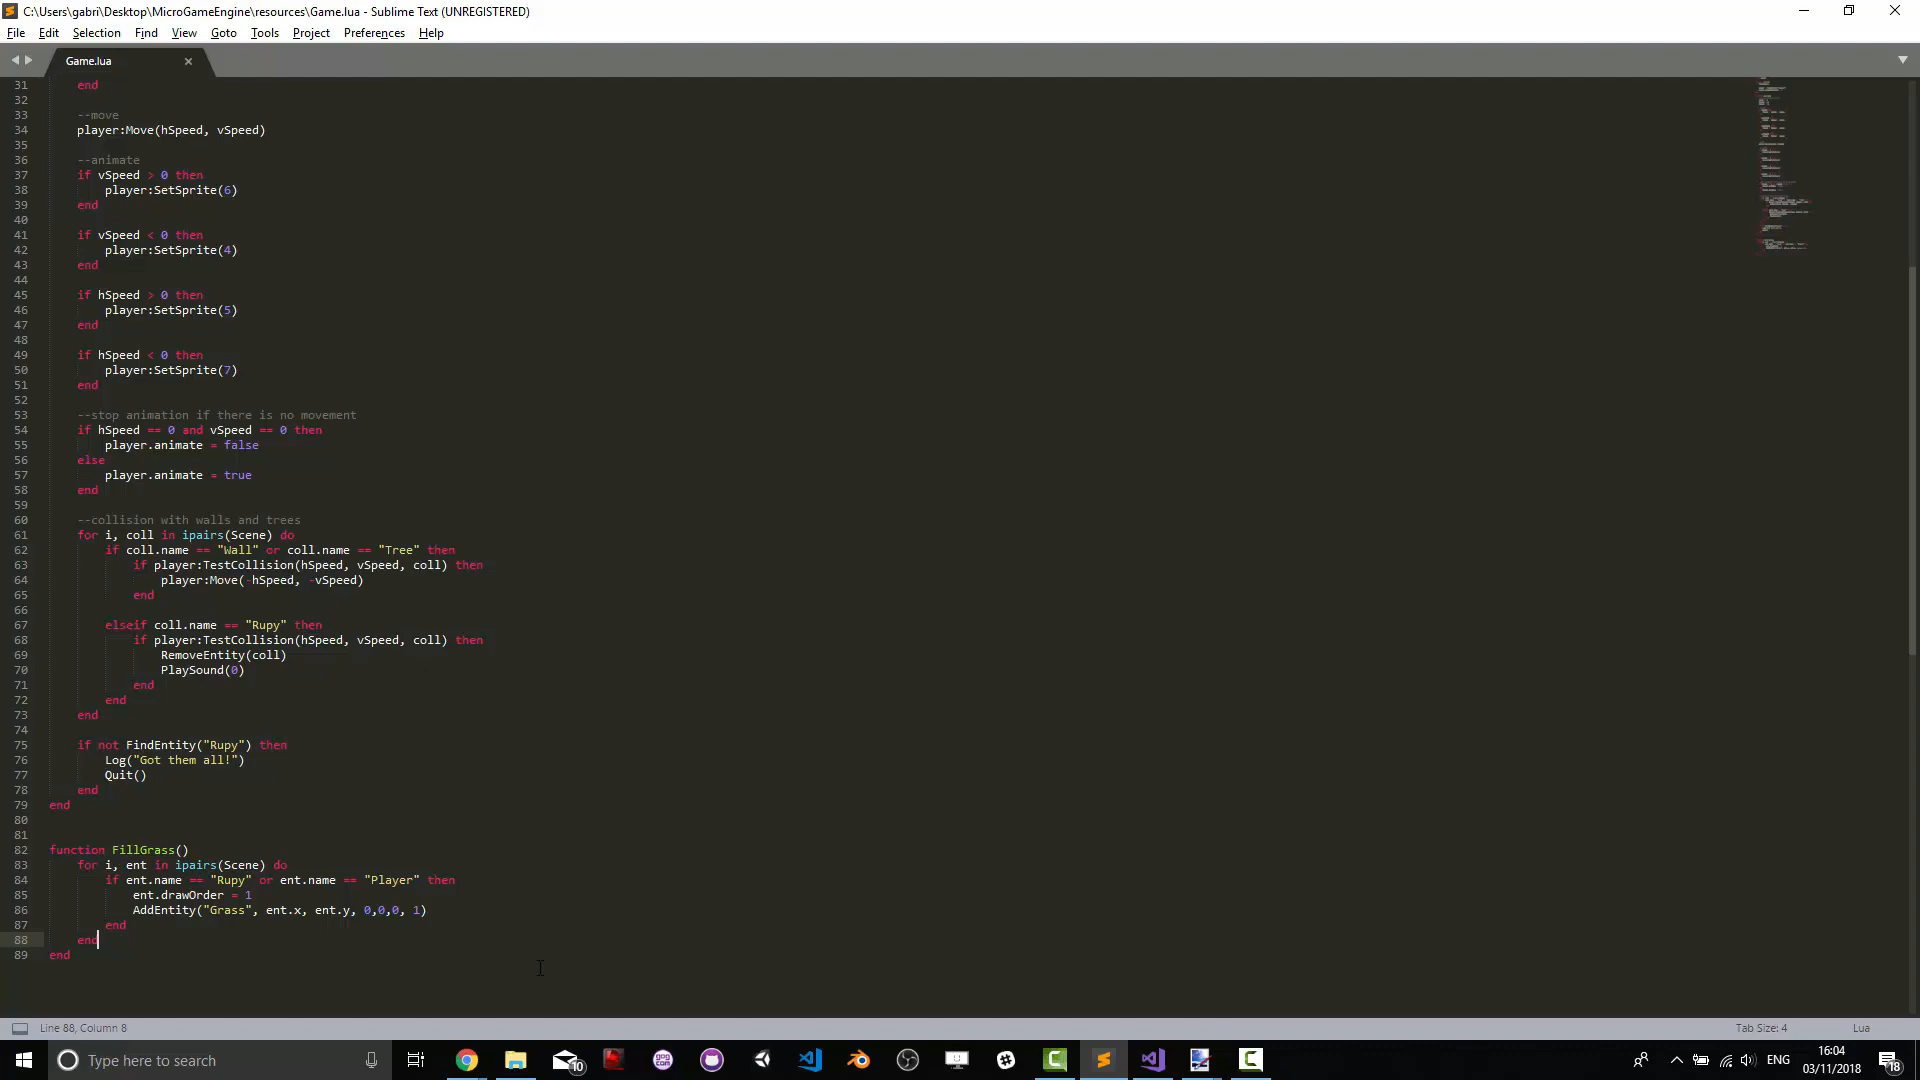 C:\Users\gabri\Desktop\MicroGameEngine\resources\Game.lua - Sublime Text (UNREGISTERED)
File Edit Selection Find View Goto Tools Project Preferences Help
Game.lua
31 end
32
33 --move
34 player:Move(hSpeed, vSpeed)
35
36 --animate
37 if vSpeed > 0 then
38 player:SetSprite(6)
39 end
40
41 if vSpeed < 0 then
42 player:SetSprite(4)
43 end
44
45 if hSpeed > 0 then
46 player:SetSprite(5)
47 end
48
49 if hSpeed < 0 then
50 player:SetSprite(7)
51 end
52
53 --stop animation if there is no movement
54 if hSpeed == 0 and vSpeed == 0 then
55 player.animate = false
56 else
57 player.animate = true
58 end
59
60 --collision with walls and trees
61 for i, coll in ipairs(Scene) do
62 if coll.name == "Wall" or coll.name == "Tree" then
63 if player:TestCollision(hSpeed, vSpeed, coll) then
64 player:Move(-hSpeed, -vSpeed)
65 end
66
67 elseif coll.name == "Rupy" then
68 if player:TestCollision(hSpeed, vSpeed, coll) then
69 RemoveEntity(coll)
70 PlaySound(0)
71 end
72 end
73 end
74
75 if not FindEntity("Rupy") then
76 Log("Got them all!")
77 Quit()
78 end
79 end
80
81
82 function FillGrass()
83 for i, ent in ipairs(Scene) do
84 if ent.name == "Rupy" or ent.name == "Player" then
85 ent.drawOrder = 1
86 AddEntity("Grass", ent.x, ent.y, 0,0,0, 1)
87 end
88 end
89 end
Line 88, Column 8 Tab Size: 4 Lua
Type here to search 10 gog com ENG 16:04 18
03/11/2018